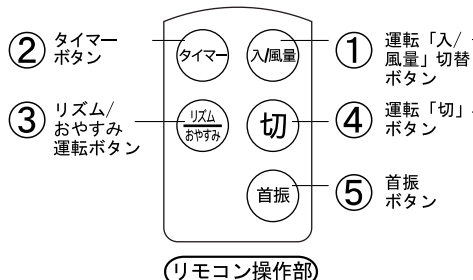 ② タイマー
ボタン
タイマー
入/風量
① 運転「入/
風量」切替
ボタン
③ リズム/
おやすみ
運転ボタン
リズム
おやすみ
切
④ 運転「切」
ボタン
首振
⑤ 首振
ボタン
リモコン操作部